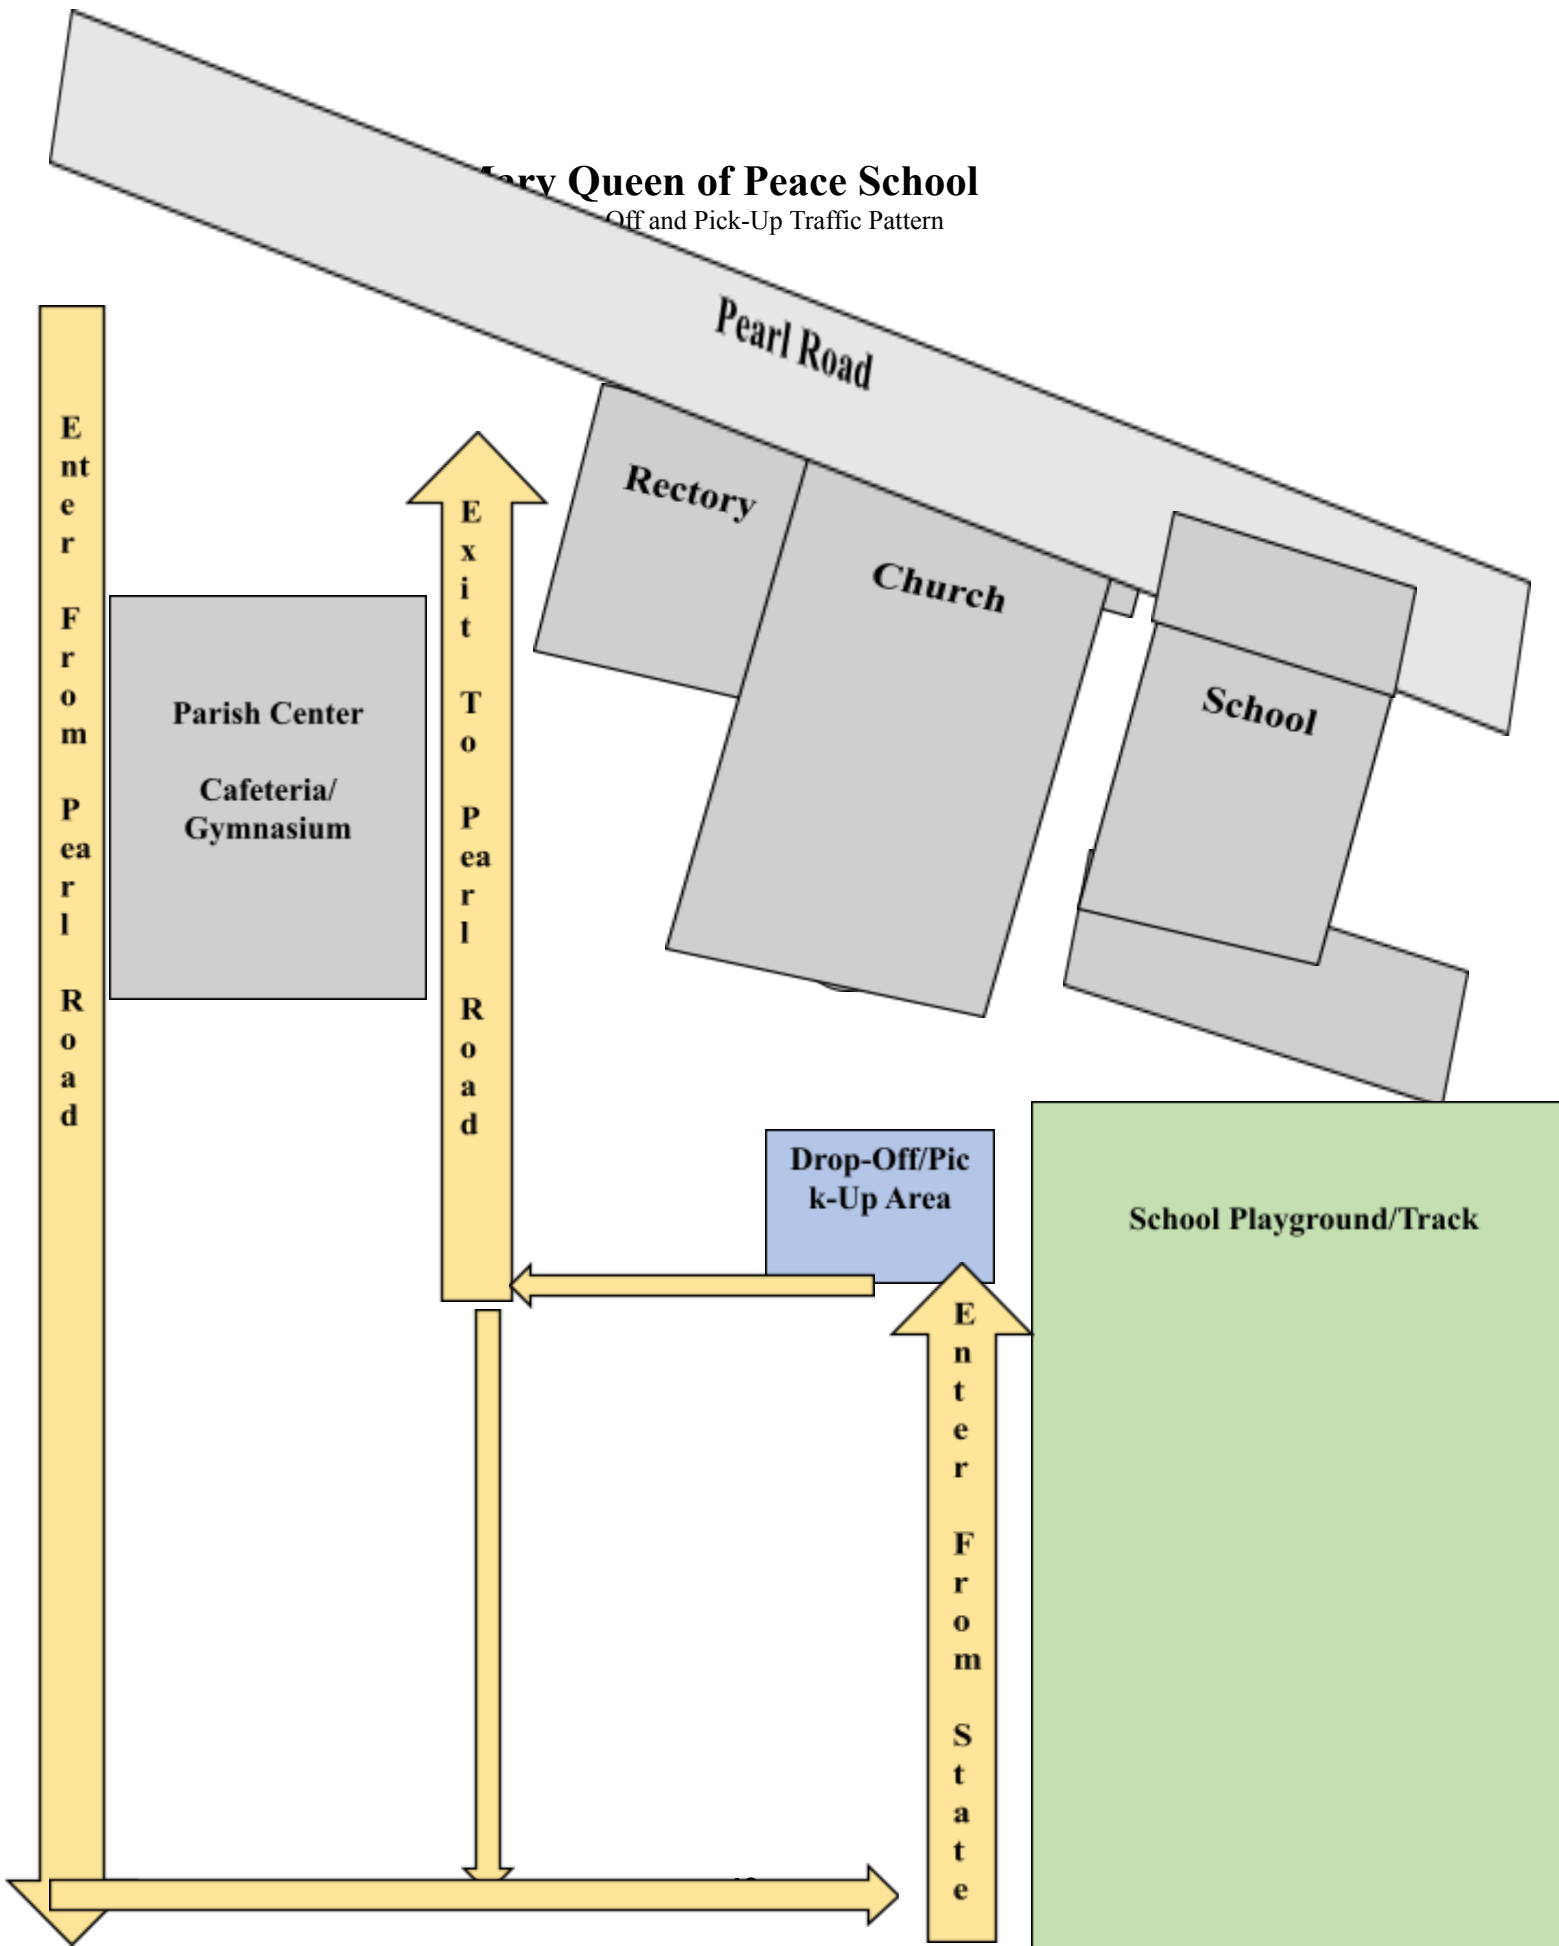 Mary Queen of Peace School
Off and Pick-Up Traffic Pattern
Pearl Road
Rectory
Church
School
Enter From Pearl Road
Exit To Pearl Road
Parish Center
Cafeteria/
Gymnasium
Drop-Off/Pic
k-Up Area
School Playground/Track
Enter From State